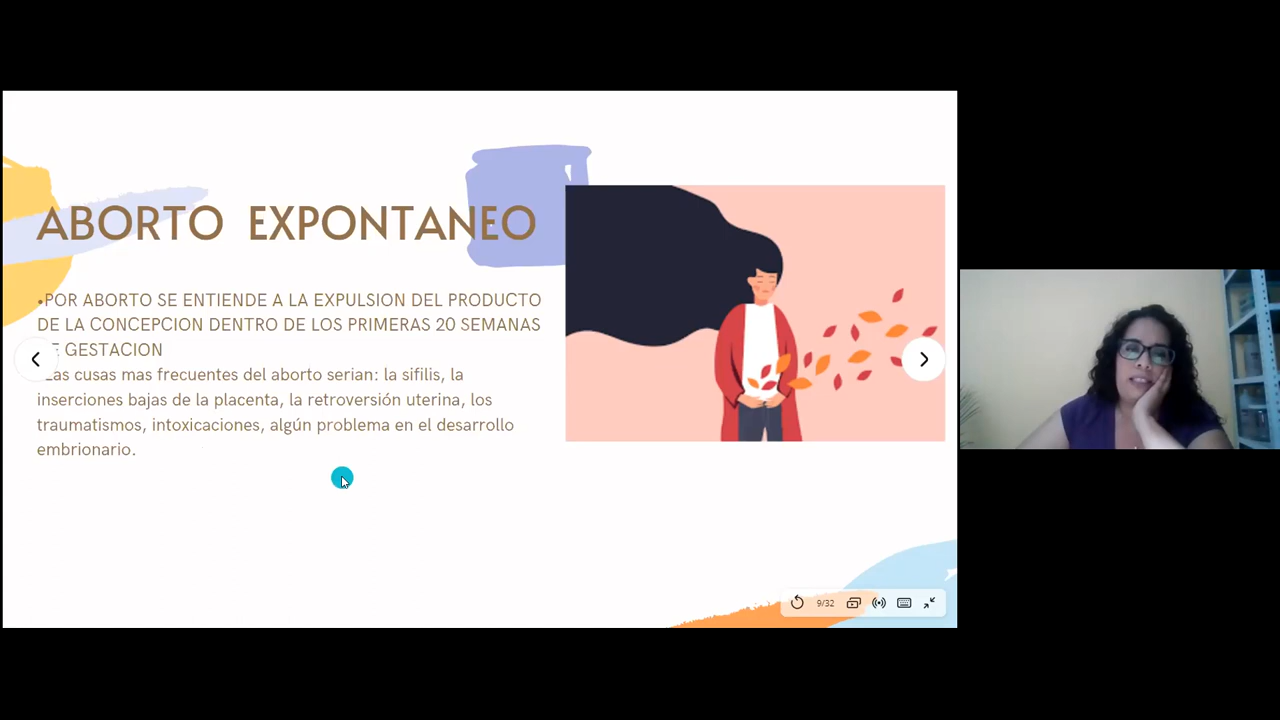 ABORTO EXPONTANEO
•POR ABORTO SE ENTIENDE A LA EXPULSION DEL PRODUCTO
DE LA CONCEPCION DENTRO DE LOS PRIMERAS 20 SEMANAS
GESTACION
Las cusas mas frecuentes del aborto serian: la sifilis, la
inserciones bajas de la placenta, la retroversión uterina, los
traumatismos, intoxicaciones, algún problema en el desarrollo
embrionario.
9/32